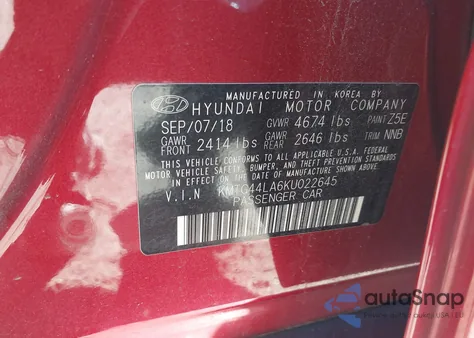 MANUFACTURED IN KOREA BY
HYUNDAI MOTOR COMPANY
SEP/07/18 GVWR 4674 lbs PAINT Z5E
GAWR FRONT 2414 lbs GAWR REAR 2646 lbs TRIM NNB
THIS VEHICLE CONFORMS TO ALL APPLICABLE U.S.A. FEDERAL
MOTOR VEHICLE SAFETY, BUMPER, AND THEFT PREVENTION STANDARDS
IN EFFECT ON THE DATE OF MANUFACTURE SHOWN ABOVE.
V.I.N KMTG44LA6KU022645
PASSENGER CAR
autoSnap